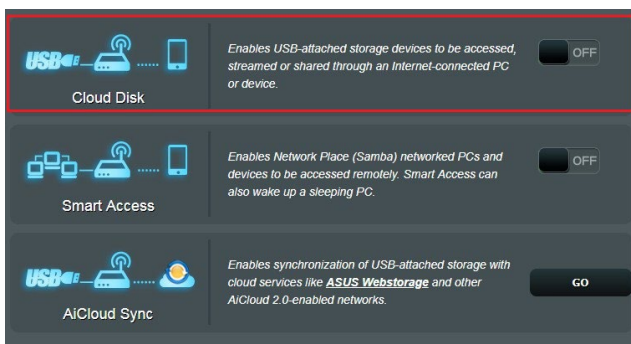 USB
Cloud Disk
Enables USB-attached storage devices to be accessed,
streamed or shared through an Internet-connected PC
or device.
OFF
Smart Access
Enables Network Place (Samba) networked PCs and
devices to be accessed remotely. Smart Access can
also wake up a sleeping PC.
OFF
USB
AiCloud Sync
Enables synchronization of USB-attached storage with
cloud services like ASUS Webstorage and other
AiCloud 2.0-enabled networks.
GO